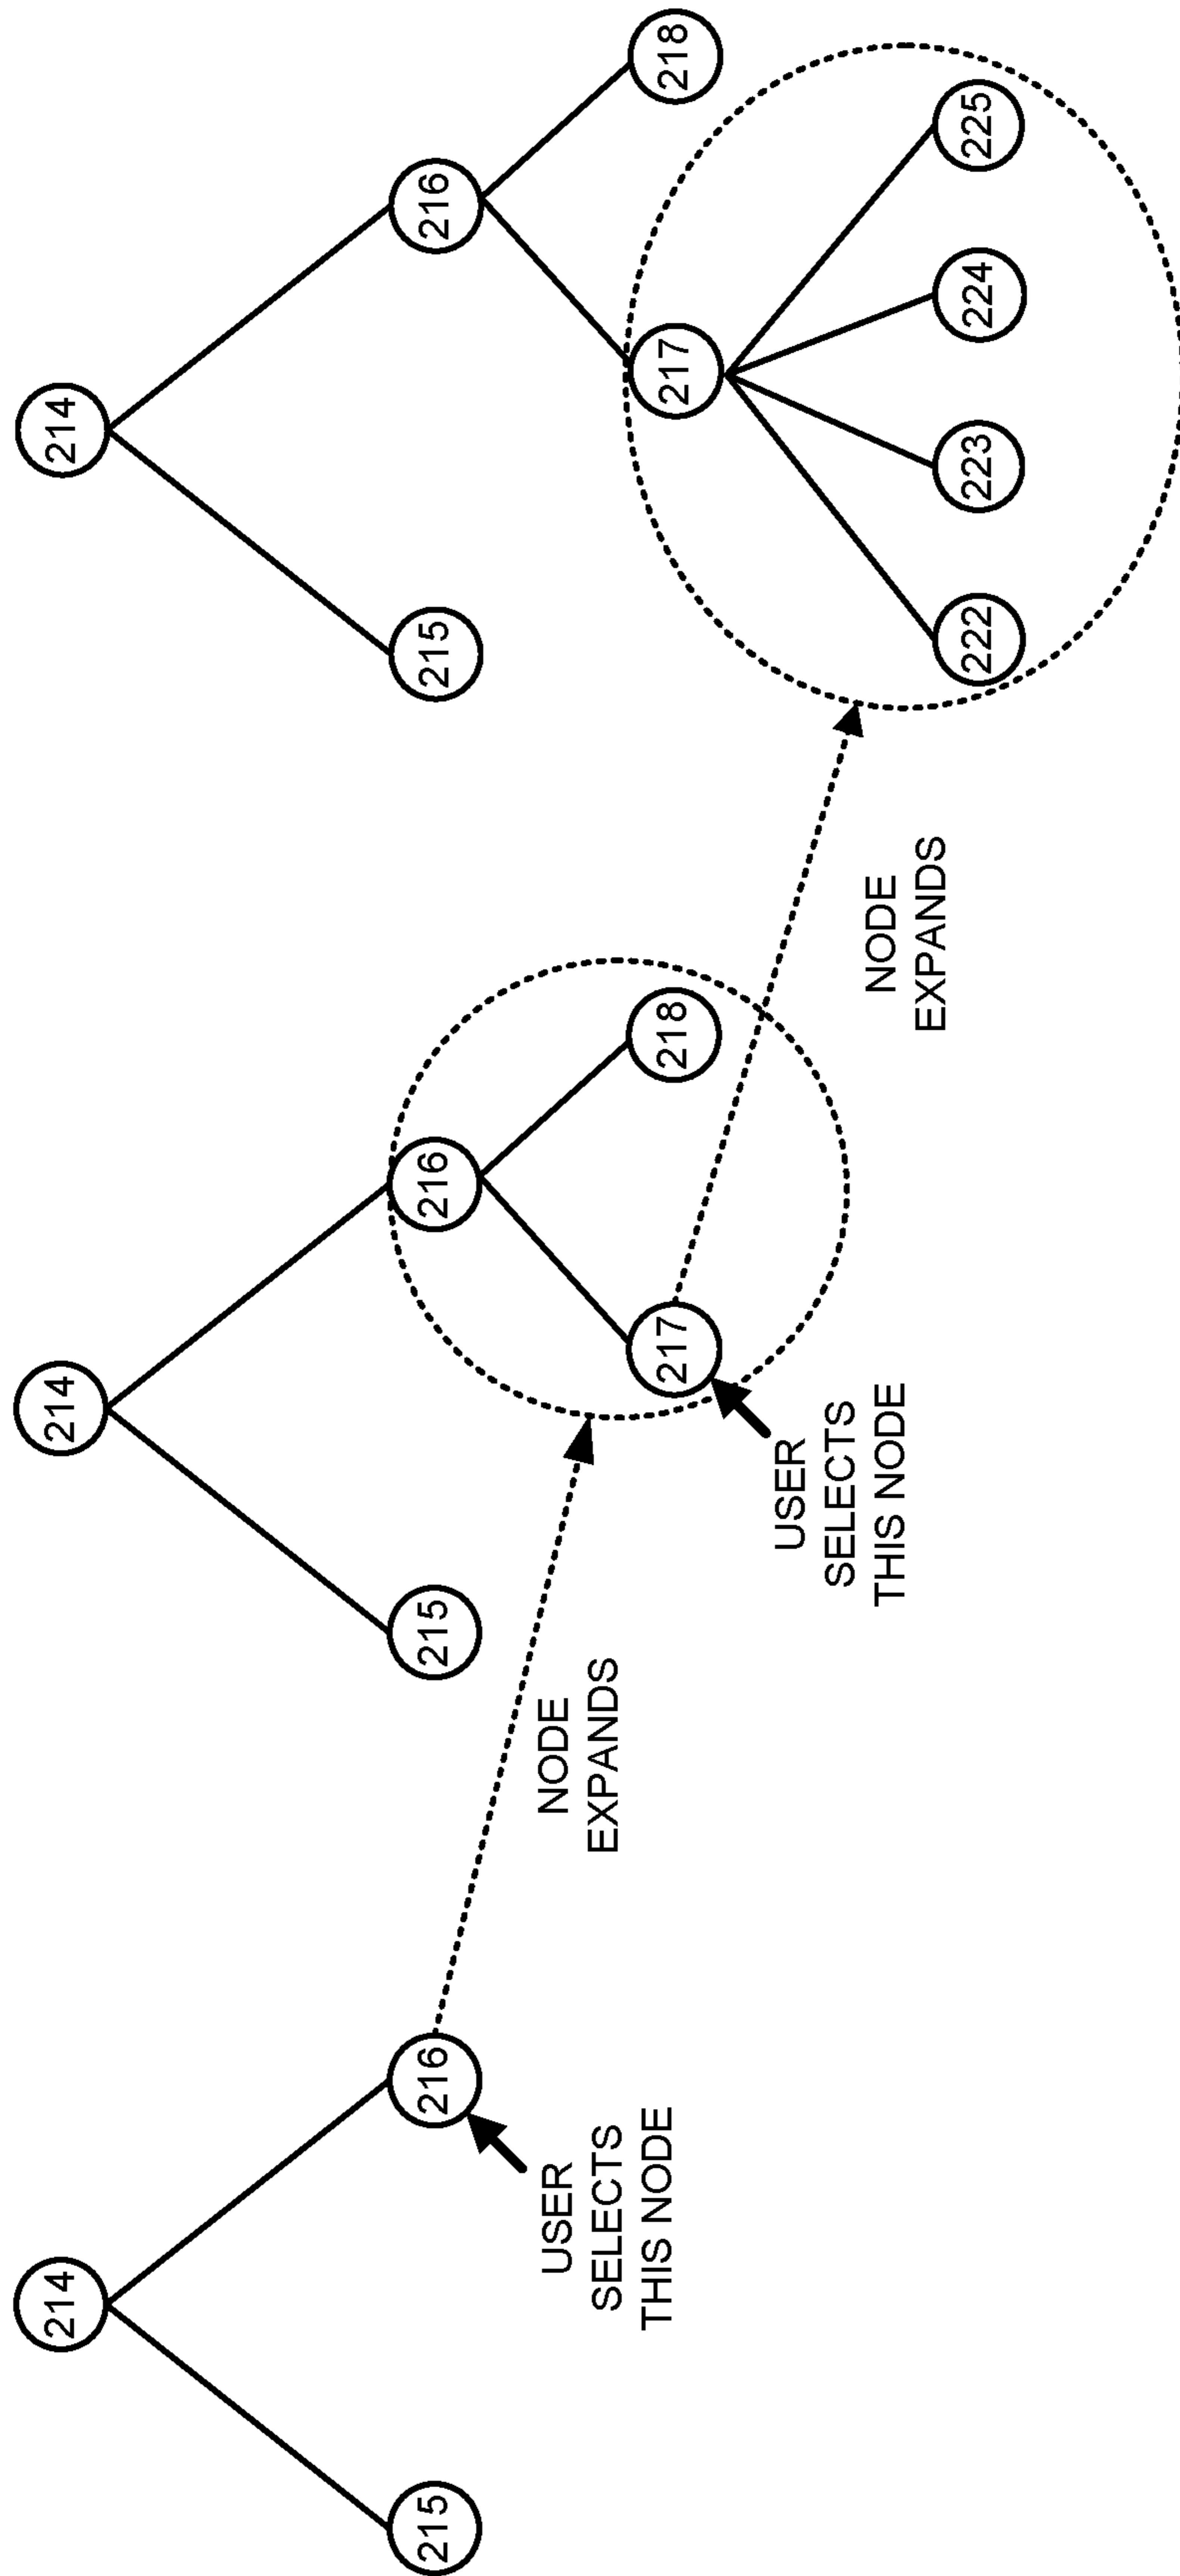 214
215
216
USER
SELECTS
THIS NODE
NODE
EXPANDS
214
215
216
217
218
USER
SELECTS
THIS NODE
NODE
EXPANDS
214
215
216
217
218
222
223
224
225